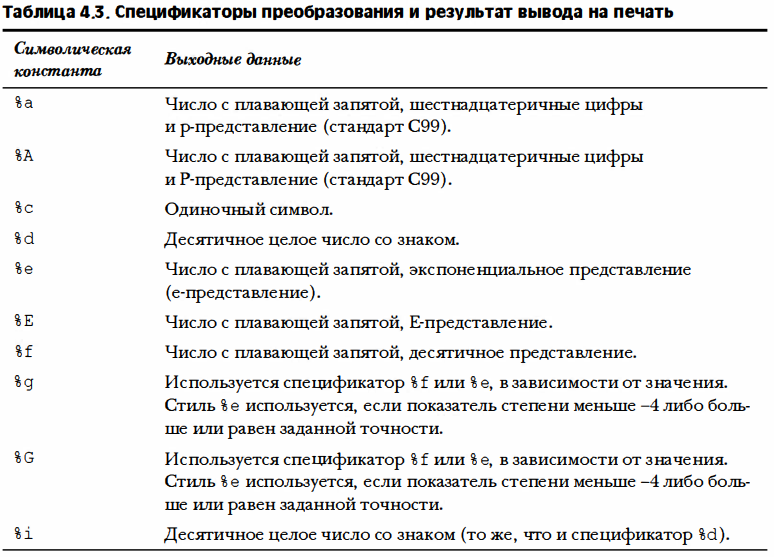 Таблица 4.3. Спецификаторы преобразования и результат вывода на печать
Символическая
константа
Выходные данные
%a
Число с плавающей запятой, шестнадцатеричные цифры
и p-представление (стандарт C99).
%A
Число с плавающей запятой, шестнадцатеричные цифры
и P-представление (стандарт C99).
%c
Одиночный символ.
%d
Десятичное целое число со знаком.
%e
Число с плавающей запятой, экспоненциальное представление
(e-представление).
%E
Число с плавающей запятой, E-представление.
%f
Число с плавающей запятой, десятичное представление.
%g
Используется спецификатор %f или %e, в зависимости от значения.
Стиль %e используется, если показатель степени меньше –4 либо боль-
ше или равен заданной точности.
%G
Используется спецификатор %f или %e, в зависимости от значения.
Стиль %e используется, если показатель степени меньше –4 либо боль-
ше или равен заданной точности.
%i
Десятичное целое число со знаком (то же, что и спецификатор %d).